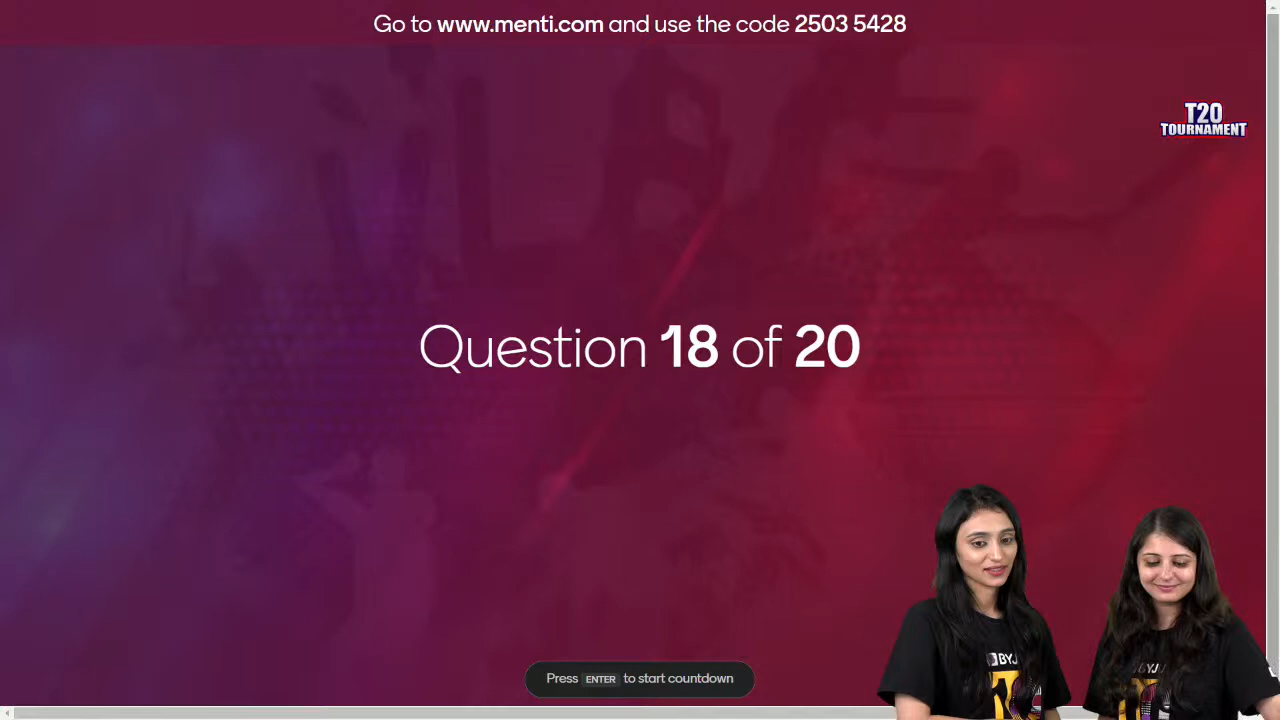 Go to www.menti.com and use the code 2503 5428
T20
TOURNAMENT
Question 18 of 20
Press ENTER to start countdown
BYJU